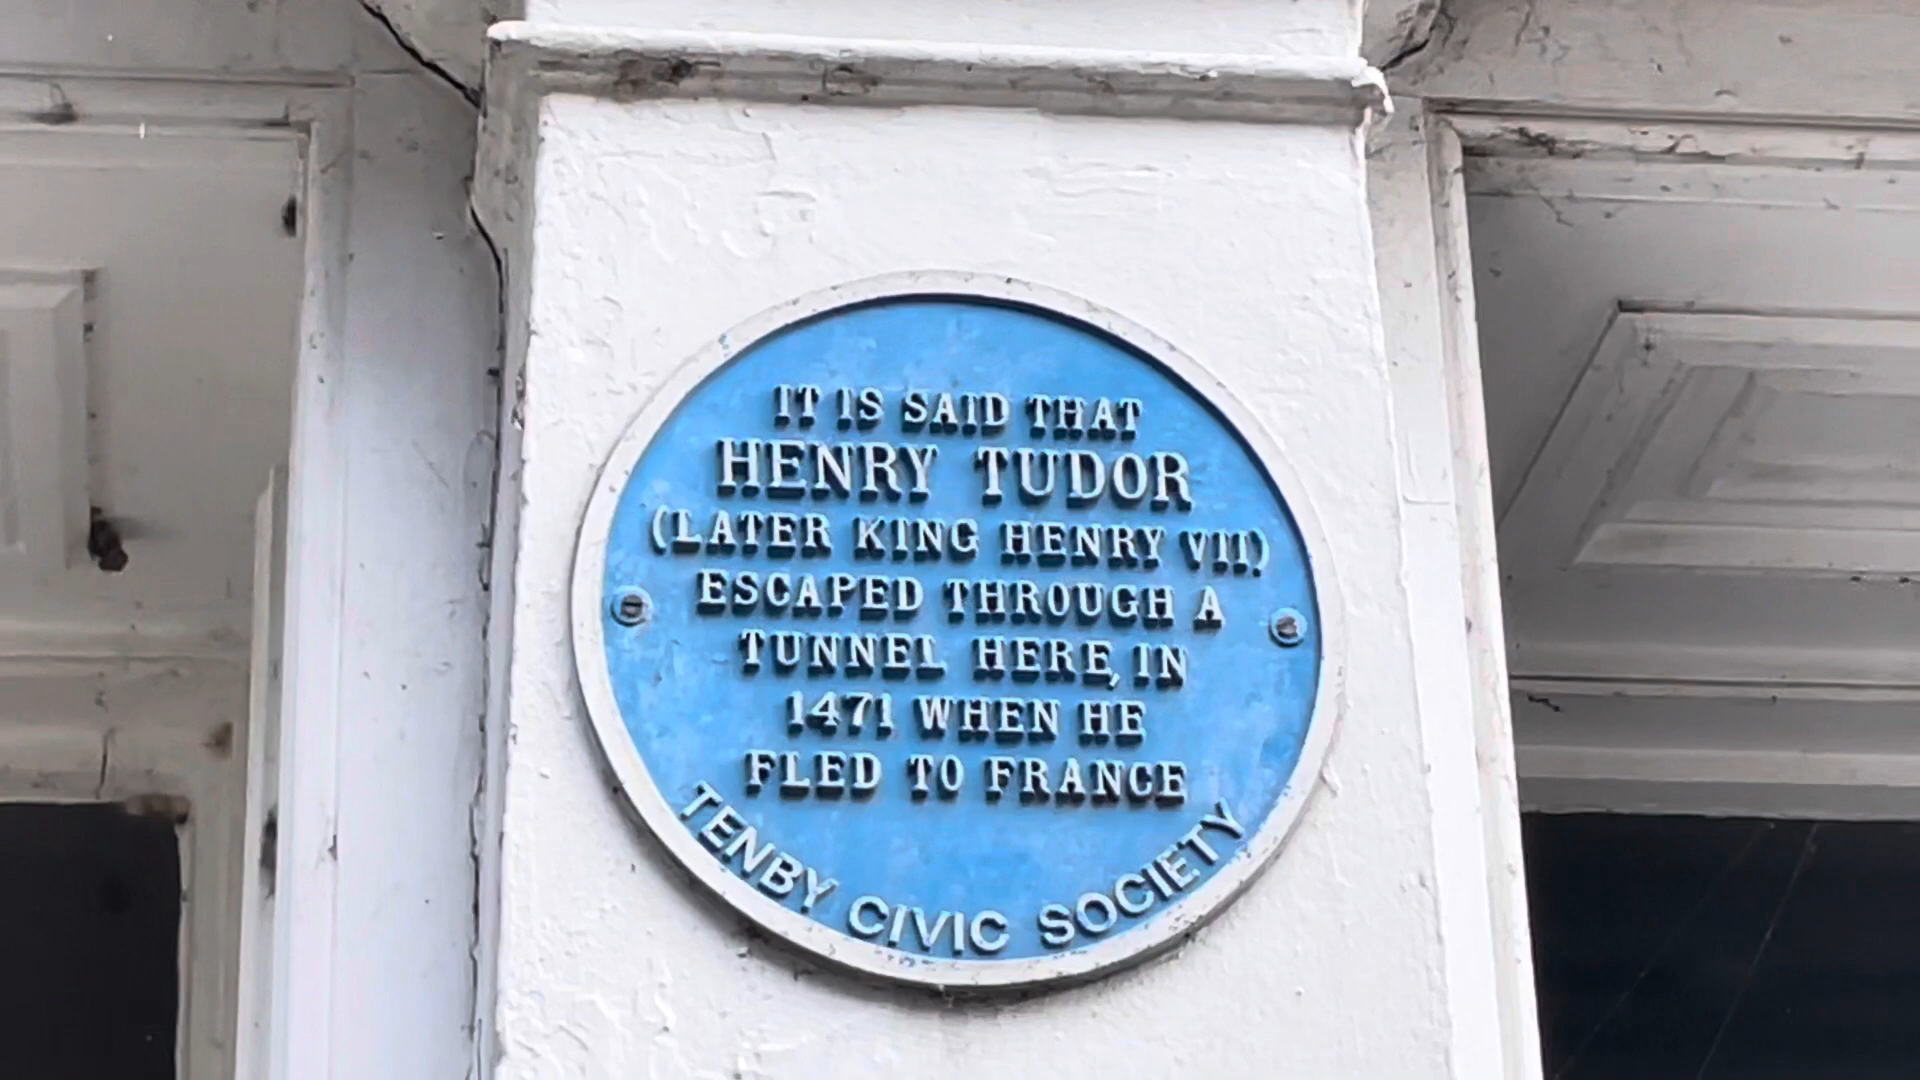 IT IS SAID THAT
HENRY TUDOR
(LATER KING HENRY VII)
ESCAPED THROUGH A
TUNNEL HERE, IN
1471 WHEN HE
FLED TO FRANCE
TENBY CIVIC SOCIETY